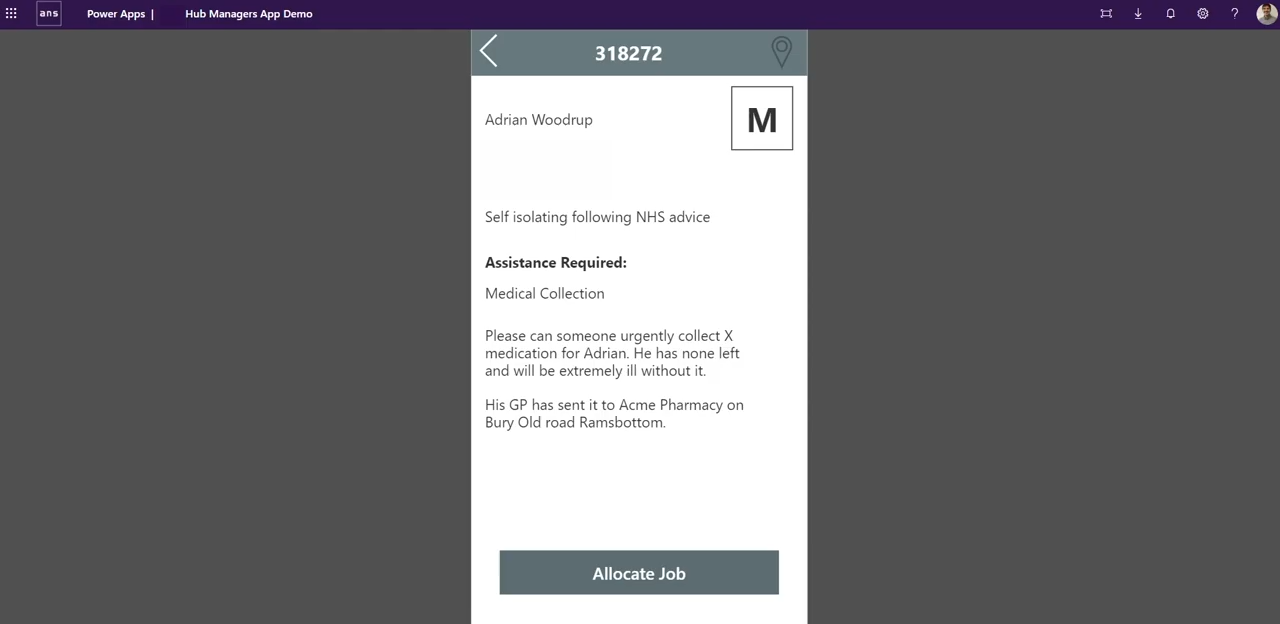 ans Power Apps | Hub Managers App Demo
318272
Adrian Woodrup
M
Self isolating following NHS advice
Assistance Required:
Medical Collection
Please can someone urgently collect X
medication for Adrian. He has none left
and will be extremely ill without it.
His GP has sent it to Acme Pharmacy on
Bury Old road Ramsbottom.
Allocate Job